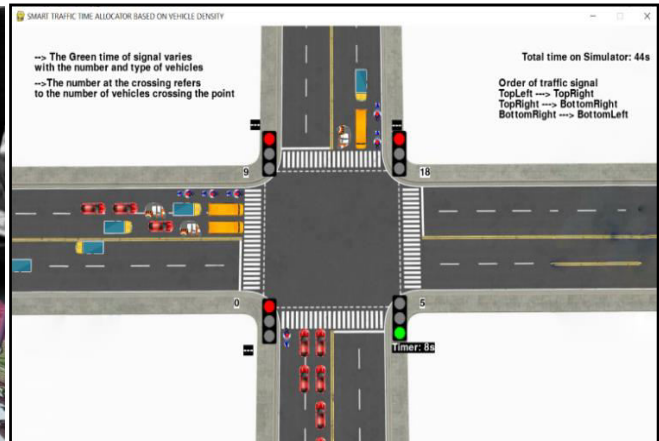 SMART TRAFFIC TIME ALLOCATOR BASED ON VEHICLE DENSITY
--> The Green time of signal varies
with the number and type of vehicles
-->The number at the crossing refers
to the number of vehicles crossing the point
Total time on Simulator: 44s
Order of traffic signal
TopLeft ---> TopRight
TopRight ---> BottomRight
BottomRight ---> BottomLeft
---
---
9
18
0
5
---
Timer: 8s